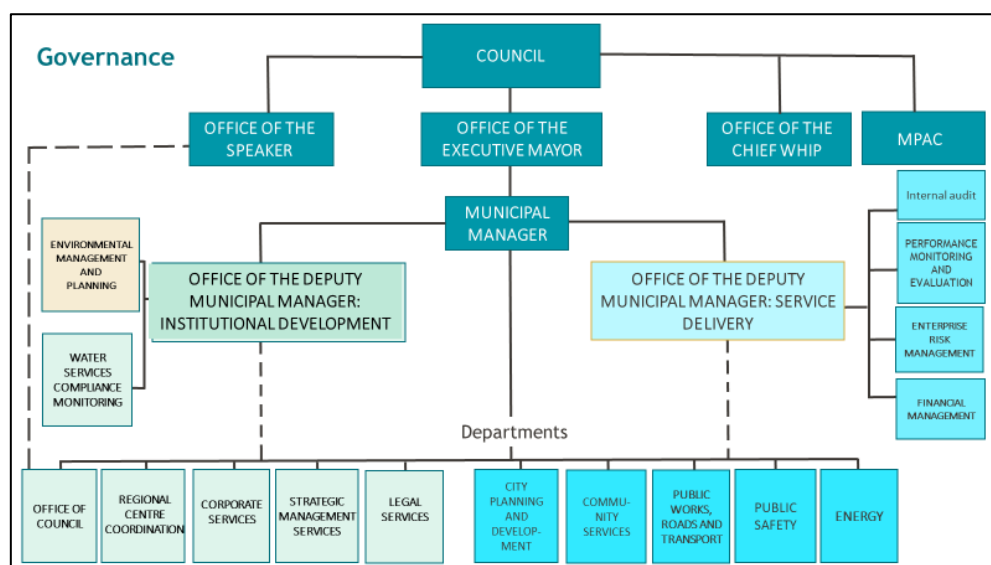 Governance
COUNCIL
OFFICE OF THE
SPEAKER
OFFICE OF THE
EXECUTIVE MAYOR
OFFICE OF THE
CHIEF WHIP
MPAC
MUNICIPAL
MANAGER
Internal audit
ENVIRONMENTAL
MANAGEMENT
AND
PLANNING
OFFICE OF THE DEPUTY
MUNICIPAL MANAGER:
INSTITUTIONAL DEVELOPMENT
OFFICE OF THE DEPUTY
MUNICIPAL MANAGER: SERVICE
DELIVERY
PERFORMANCE
MONITORING
AND
EVALUATION
WATER
SERVICES
COMPLIANCE
MONITORING
ENTERPRISE
RISK
MANAGEMENT
FINANCIAL
MANAGEMENT
Departments
OFFICE OF
COUNCIL
REGIONAL
CENTRE
COORDINATION
CORPORATE
SERVICES
STRATEGIC
MANAGEMENT
SERVICES
LEGAL
SERVICES
CITY
PLANNING
AND
DEVELOP-
MENT
COMMU-
NITY
SERVICES
PUBLIC
WORKS,
ROADS AND
TRANSPORT
PUBLIC
SAFETY
ENERGY